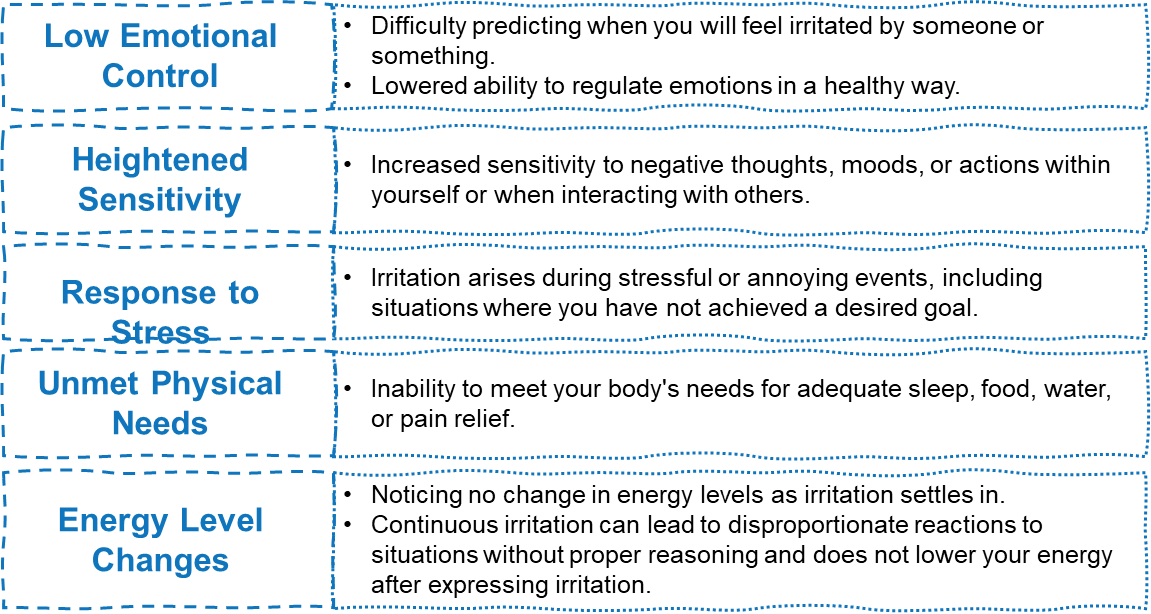 Low Emotional
Control
• Difficulty predicting when you will feel irritated by someone or
something.
• Lowered ability to regulate emotions in a healthy way.
Heightened
Sensitivity
• Increased sensitivity to negative thoughts, moods, or actions within
yourself or when interacting with others.
Response to
Stress
• Irritation arises during stressful or annoying events, including
situations where you have not achieved a desired goal.
Unmet Physical
Needs
• Inability to meet your body's needs for adequate sleep, food, water,
or pain relief.
Energy Level
Changes
• Noticing no change in energy levels as irritation settles in.
• Continuous irritation can lead to disproportionate reactions to
situations without proper reasoning and does not lower your energy
after expressing irritation.